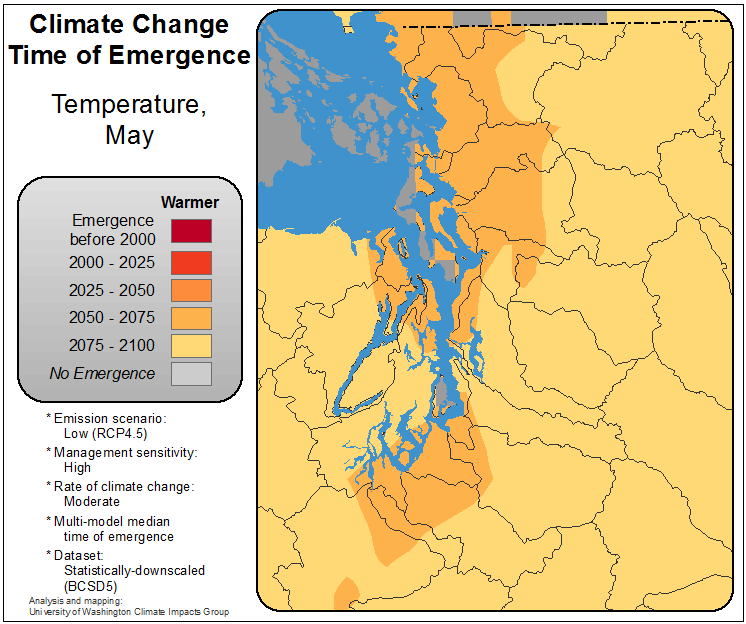 Climate Change
Time of Emergence
Temperature,
May
Warmer
Emergence
before 2000
2000 - 2025
2025 - 2050
2050 - 2075
2075 - 2100
No Emergence
* Emission scenario:
Low (RCP4.5)
* Management sensitivity:
High
* Rate of climate change:
Moderate
* Multi-model median
time of emergence
* Dataset:
Statistically-downscaled
(BCSD5)
Analysis and mapping:
University of Washington Climate Impacts Group